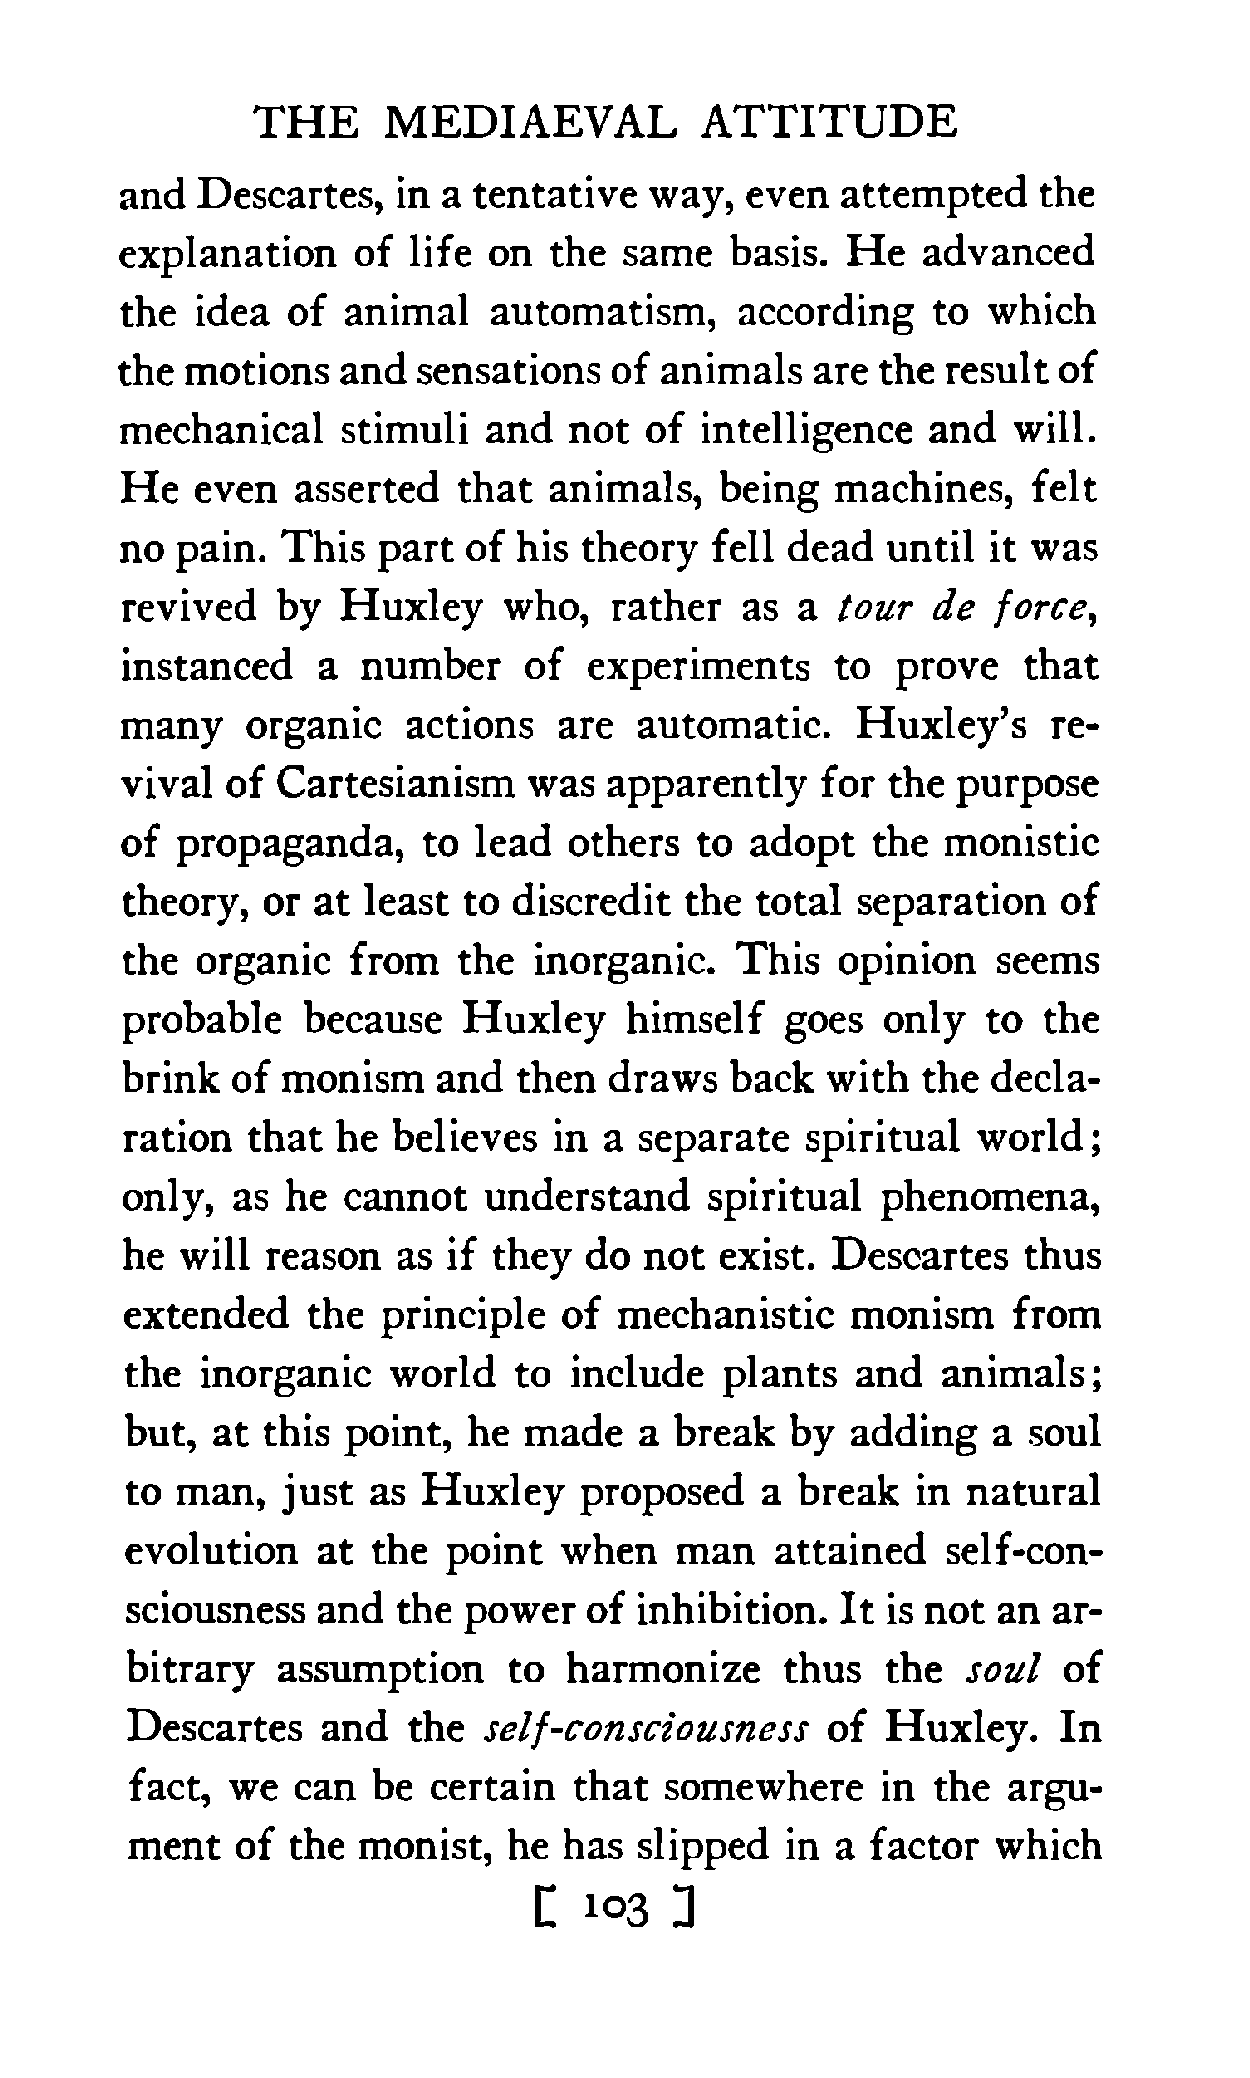 THE MEDIAEVAL ATTITUDE
and Descartes, in a tentative way, even attempted the
explanation of life on the same basis. He advanced
the idea of animal automatism, according to which
the motions and sensations of animals are the result of
mechanical stimuli and not of intelligence and will.
He even asserted that animals, being machines, felt
no pain. This part of his theory fell dead until it was
revived by Huxley who, rather as a tour de force,
instanced a number of experiments to prove that
many organic actions are automatic. Huxley's re-
vival of Cartesianism was apparently for the purpose
of propaganda, to lead others to adopt the monistic
theory, or at least to discredit the total separation of
the organic from the inorganic. This opinion seems
probable because Huxley himself goes only to the
brink of monism and then draws back with the decla-
ration that he believes in a separate spiritual world;
only, as he cannot understand spiritual phenomena,
he will reason as if they do not exist. Descartes thus
extended the principle of mechanistic monism from
the inorganic world to include plants and animals;
but, at this point, he made a break by adding a soul
to man, just as Huxley proposed a break in natural
evolution at the point when man attained self-con-
sciousness and the power of inhibition. It is not an ar-
bitrary assumption to harmonize thus the soul of
Descartes and the self-consciousness of Huxley. In
fact, we can be certain that somewhere in the argu-
ment of the monist, he has slipped in a factor which
[ 103 ]